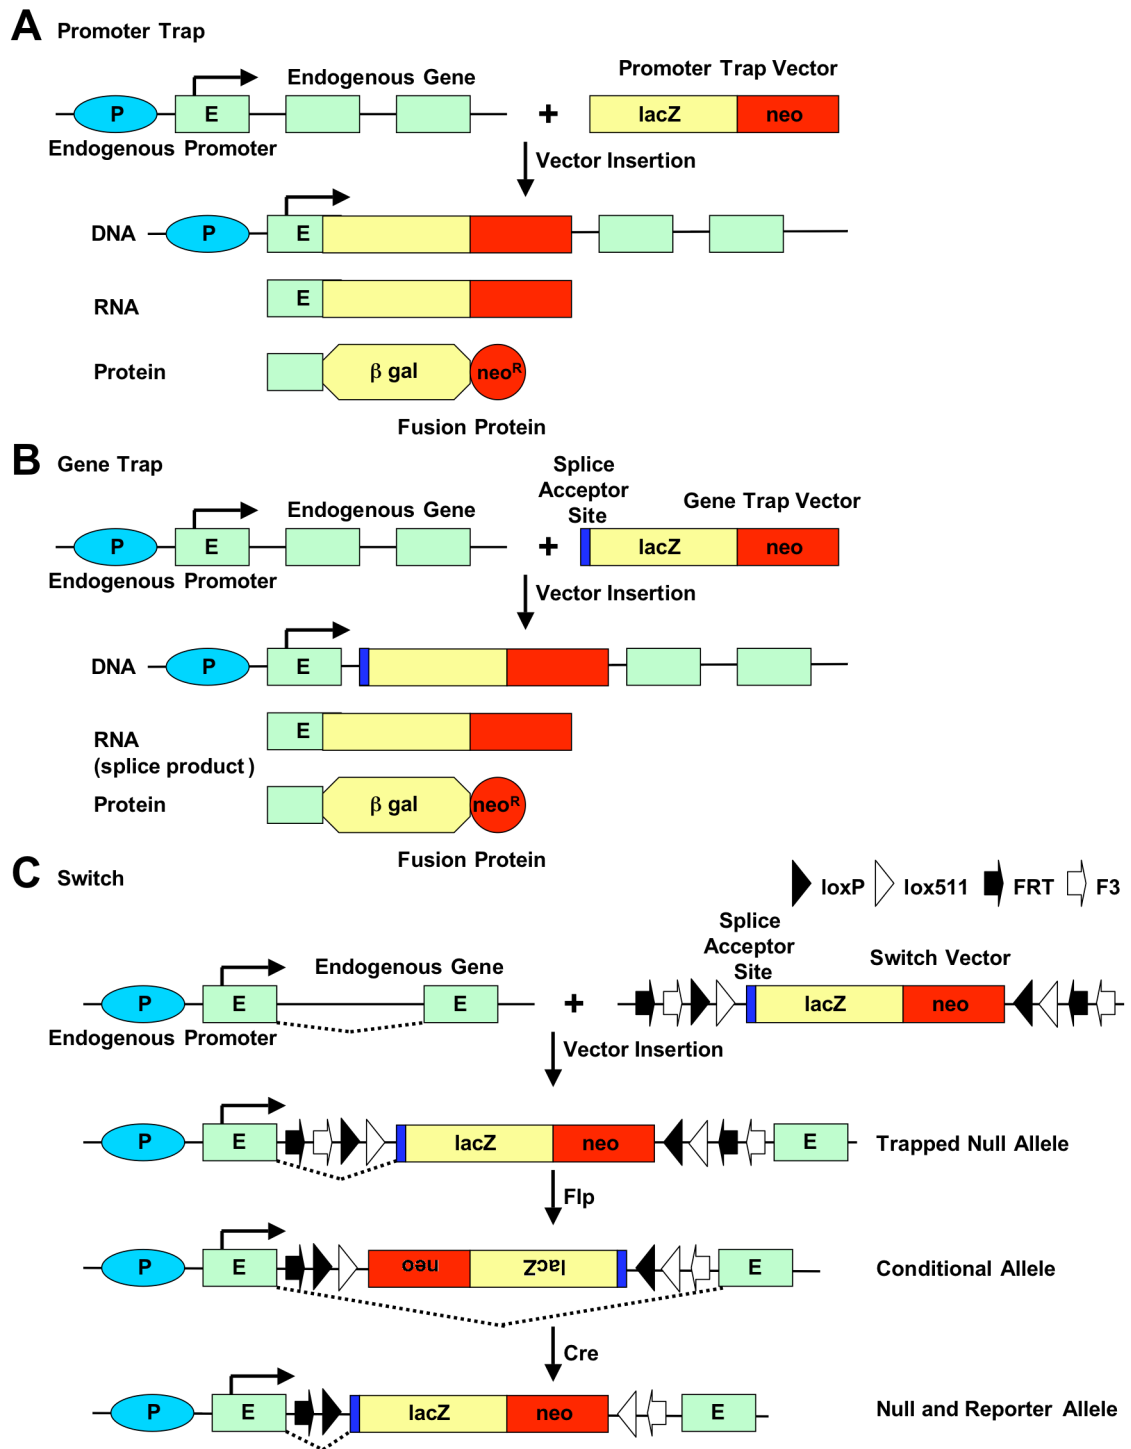 A Promoter Trap
Endogenous Gene
Promoter Trap Vector
P E + lacZ neo
Endogenous Promoter
Vector Insertion
DNA P E
RNA E
Protein β gal neoR
Fusion Protein
B Gene Trap
Splice
Acceptor
Site
Endogenous Gene
Gene Trap Vector
P E + lacZ neo
Endogenous Promoter
Vector Insertion
DNA P E
RNA E
(splice product)
Protein β gal neoR
Fusion Protein
C Switch
loxP lox511 FRT F3
Splice
Acceptor
Site
Endogenous Gene
Switch Vector
P E E + lacZ neo
Endogenous Promoter
Vector Insertion
P E lacZ neo E Trapped Null Allele
Flp
P E neo lacZ E Conditional Allele
Cre
P E lacZ neo E Null and Reporter Allele